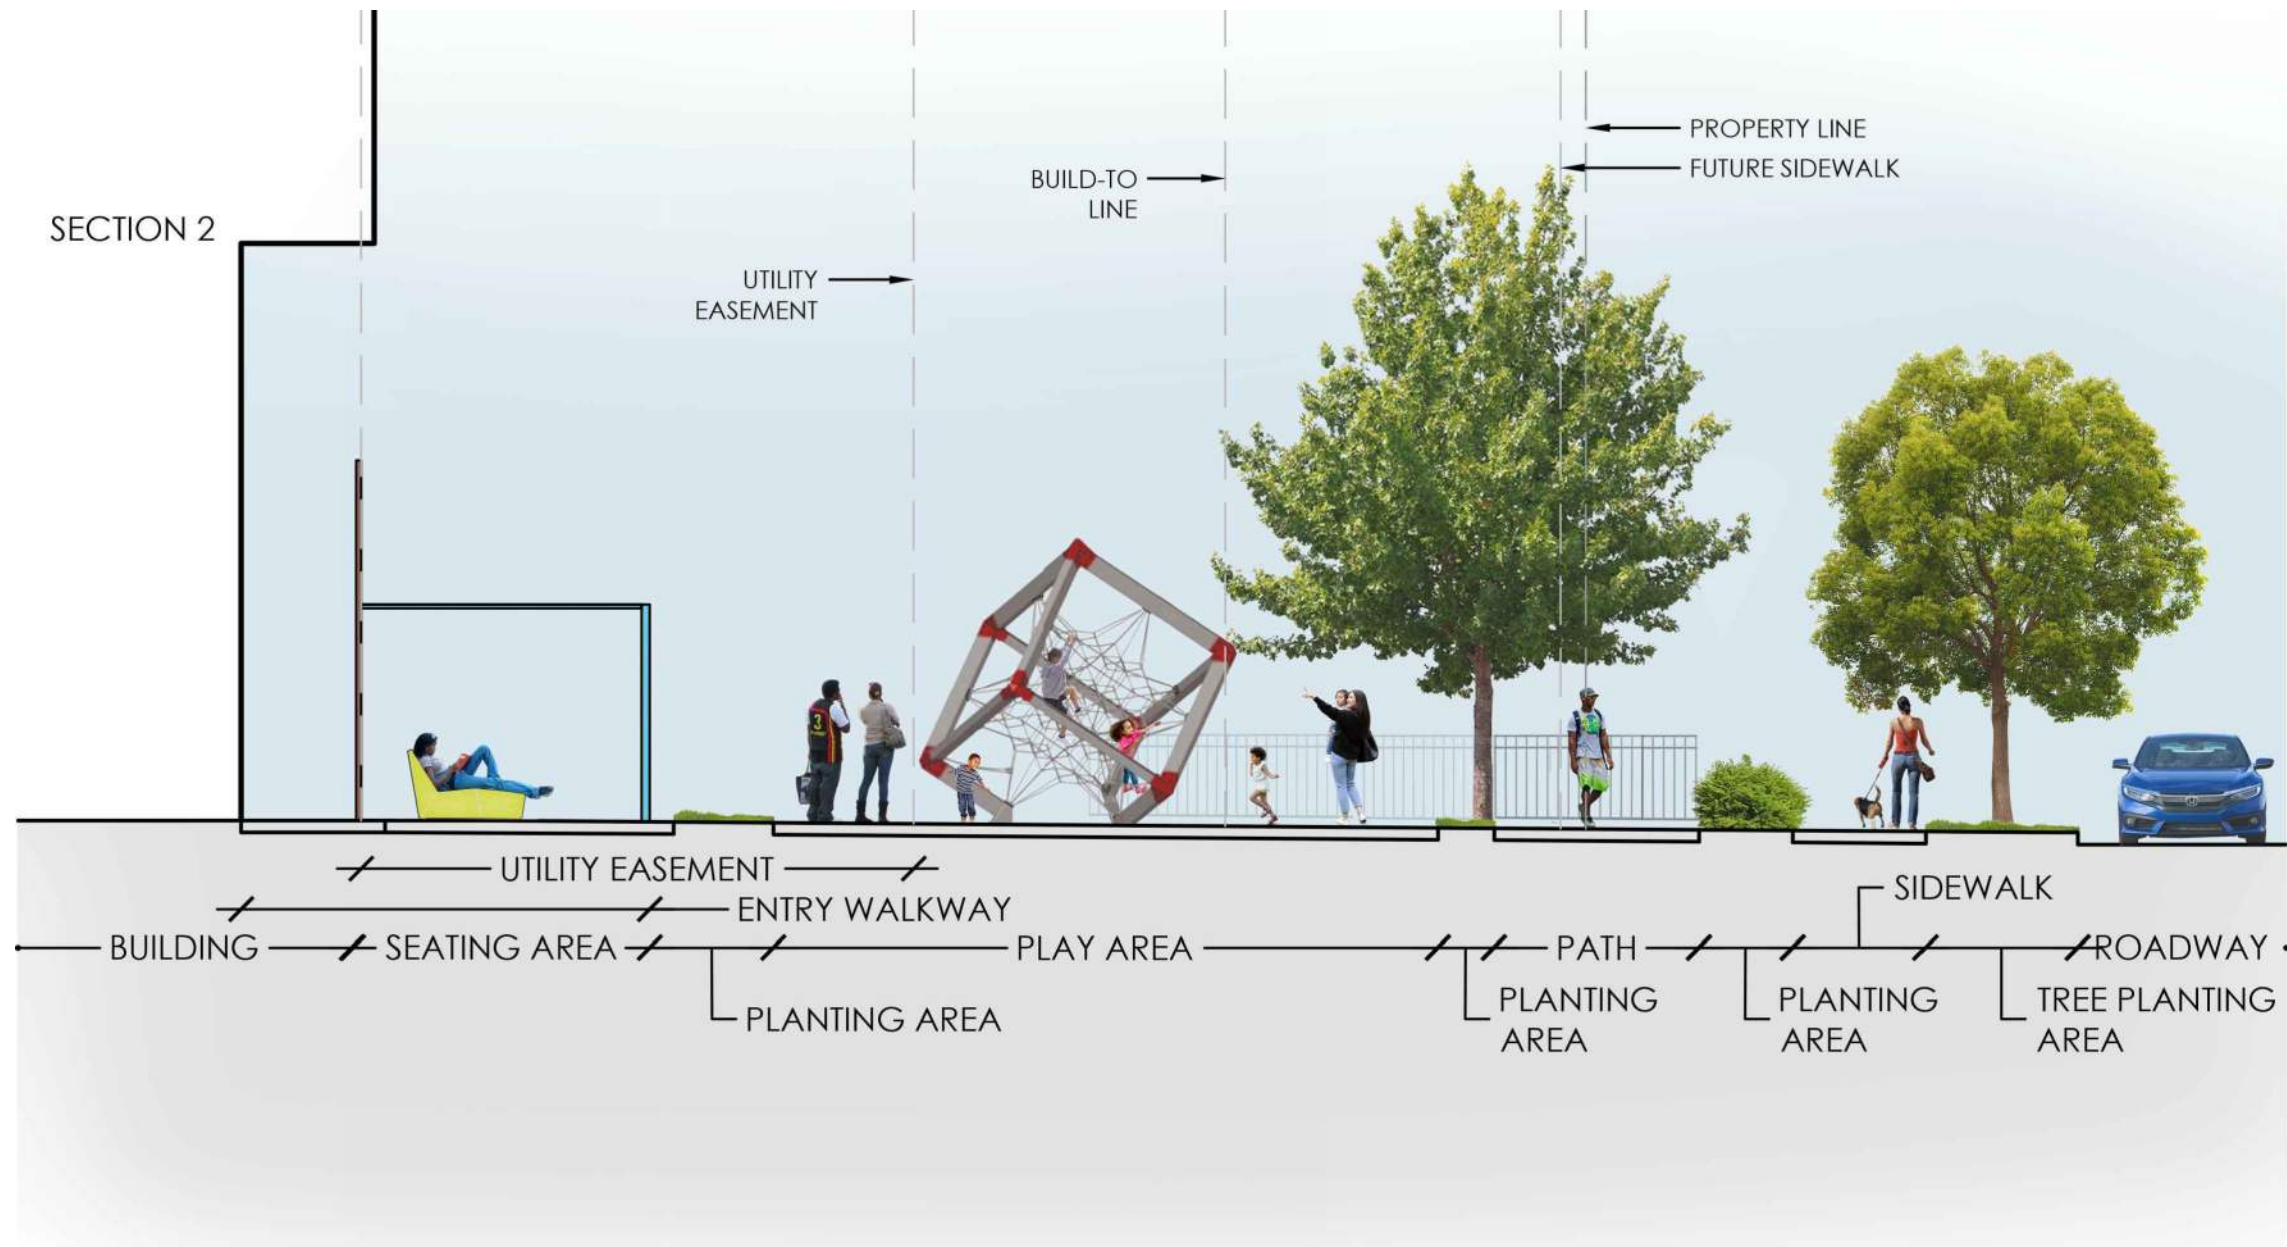 PROPERTY LINE
FUTURE SIDEWALK
BUILD-TO
LINE
SECTION 2
UTILITY
EASEMENT
3
UTILITY EASEMENT
SIDEWALK
ENTRY WALKWAY
BUILDING
SEATING AREA
PLAY AREA
PATH
ROADWAY
PLANTING AREA
PLANTING
AREA
PLANTING
AREA
TREE PLANTING
AREA